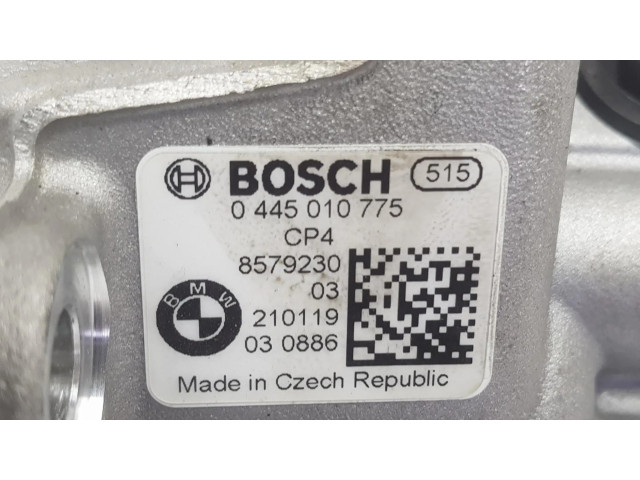 BOSCH 515
0 445 010 775
CP4
8579230
03
BMW 210119
03 0886
Made in Czech Republic